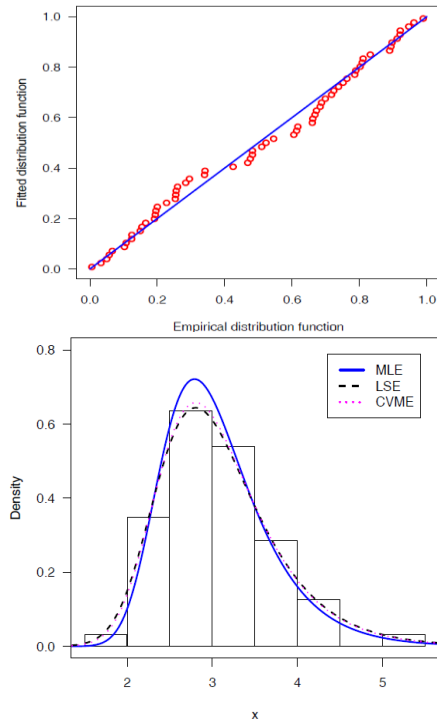 Fitted distribution function
1.0
0.8
0.6
0.4
0.2
0.0
0.0 0.2 0.4 0.6 0.8 1.0
Empirical distribution function
Density
0.8
0.6
0.4
0.2
0.0
MLE
LSE
CVME
2 3 4 5
x